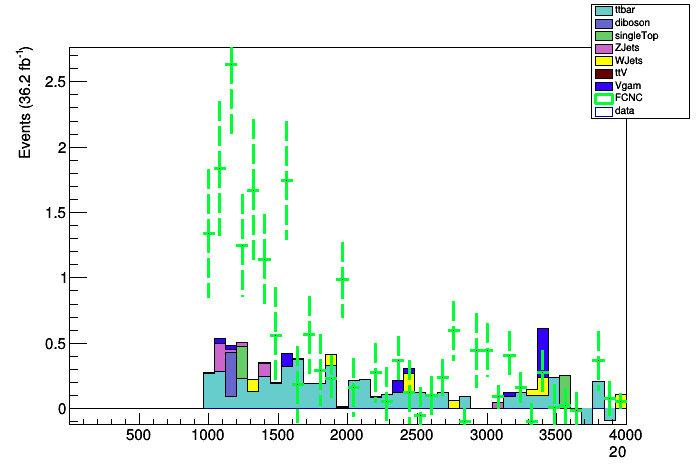 Events (36.2 fb⁻¹)
ttbar
diboson
singleTop
ZJets
WJets
ttV
Vgam
FCNC
data
2.5
2
1.5
1
0.5
0
500 1000 1500 2000 2500 3000 3500 4000
20